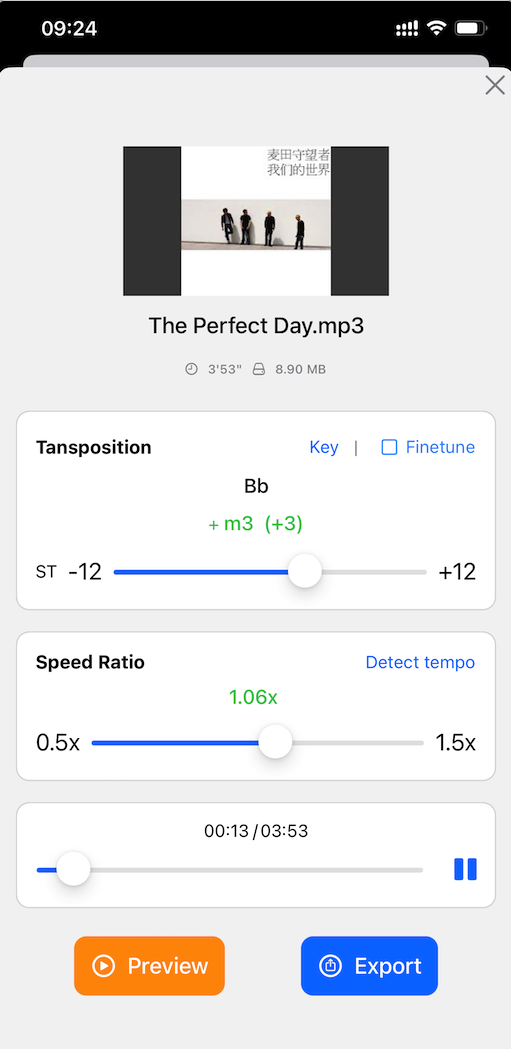 09:24
麦田守望者
我们的世界
The Perfect Day.mp3
3'53" 8.90 MB
Tansposition Key | Finetune
Bb
+ m3 (+3)
ST -12 +12
Speed Ratio Detect tempo
1.06x
0.5x 1.5x
00:13/03:53
Preview Export